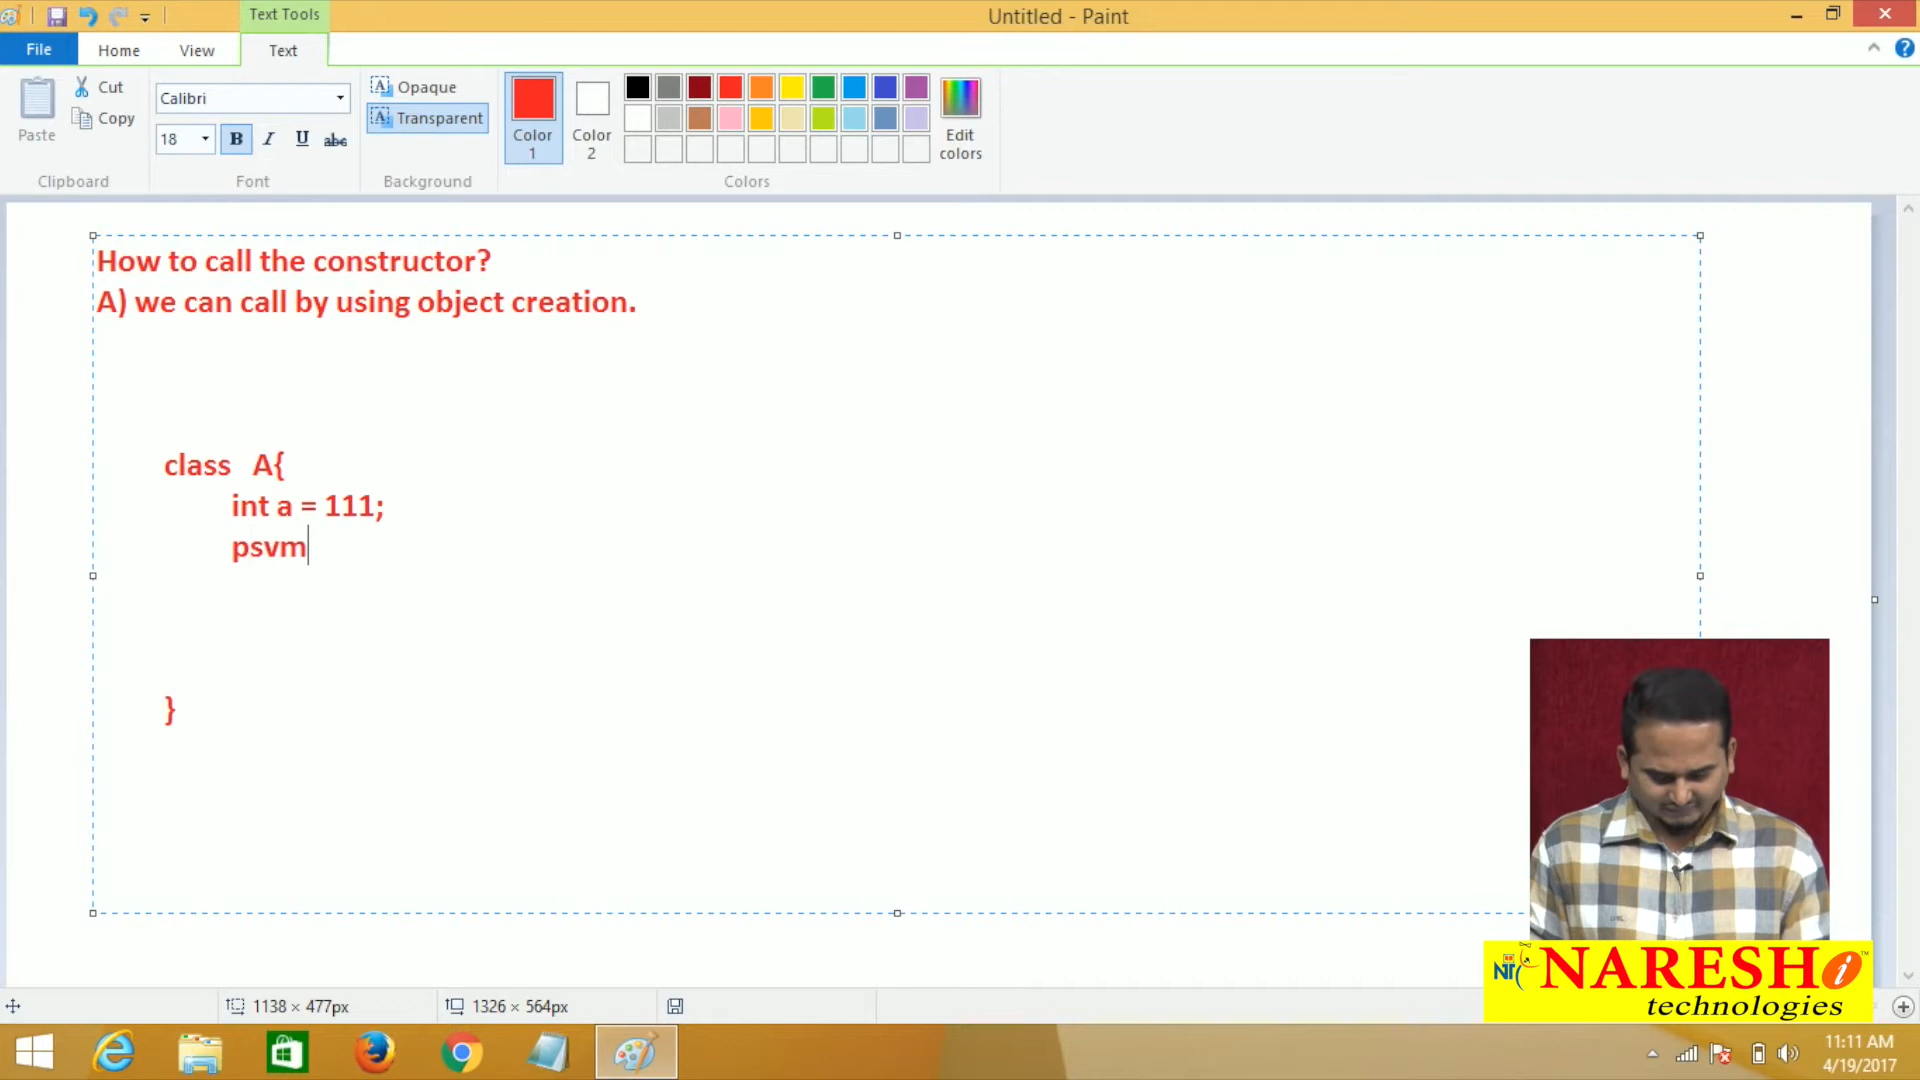 Text Tools
Untitled - Paint
File
Home
View
Text
Paste
Cut
Copy
Clipboard
Calibri
18
B
I
U
abc
Font
Opaque
Transparent
Background
Color
1
Color
2
Edit
colors
Colors
How to call the constructor?
A) we can call by using object creation.
class A{
int a = 111;
psvm
}
1138 × 477px
1326 × 564px
NARESH i
technologies
11:11 AM
4/19/2017